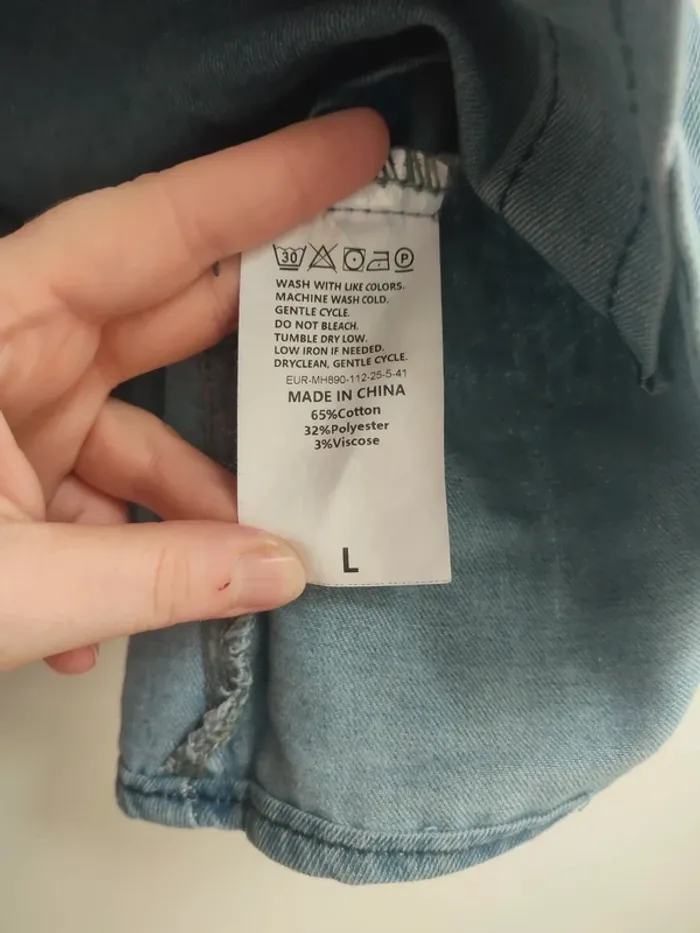 30 P
WASH WITH LIKE COLORS.
MACHINE WASH COLD.
GENTLE CYCLE.
DO NOT BLEACH.
TUMBLE DRY LOW.
LOW IRON IF NEEDED.
DRYCLEAN, GENTLE CYCLE.
EUR-MH890-112-25-5-41
MADE IN CHINA
65%Cotton
32%Polyester
3%Viscose
L